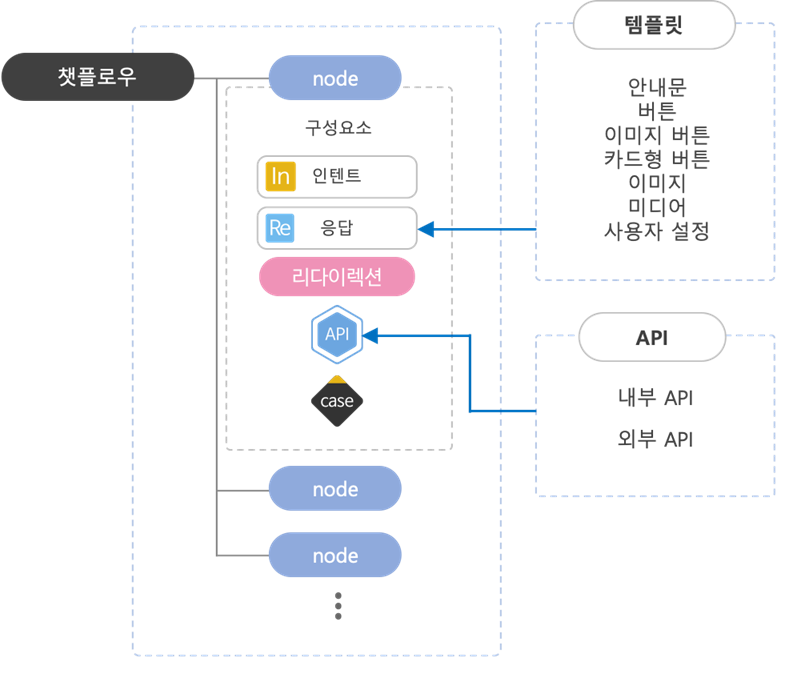 챗플로우
node
구성요소
In 인텐트
Re 응답
리다이렉션
API
case
node
node
템플릿
안내문
버튼
이미지 버튼
카드형 버튼
이미지
미디어
사용자 설정
API
내부 API
외부 API